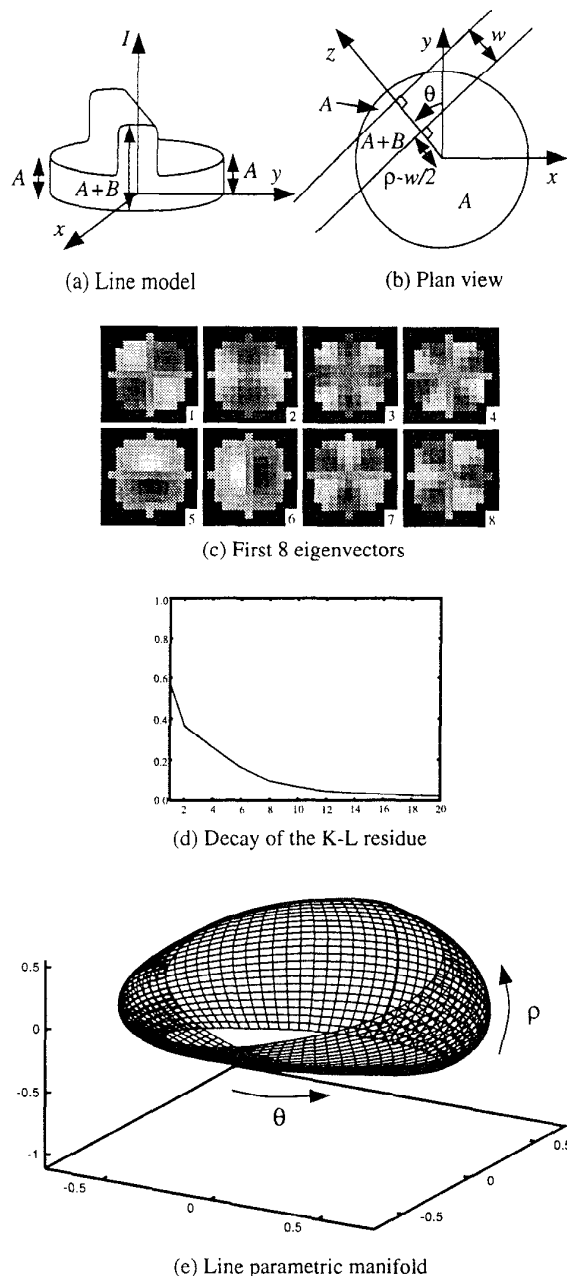 I
A
A+B
A
y
x
(a) Line model
z
y
w
A
θ
A+B
ρ-w/2
x
A
(b) Plan view
1
2
3
4
5
6
7
8
(c) First 8 eigenvectors
1.0
0.8
0.6
0.4
0.2
0.0
2 4 6 8 10 12 14 16 18 20
(d) Decay of the K-L residue
0.5
0
-0.5
-1
ρ
θ
-0.5
0
0.5
-0.5
0
0.5
(e) Line parametric manifold